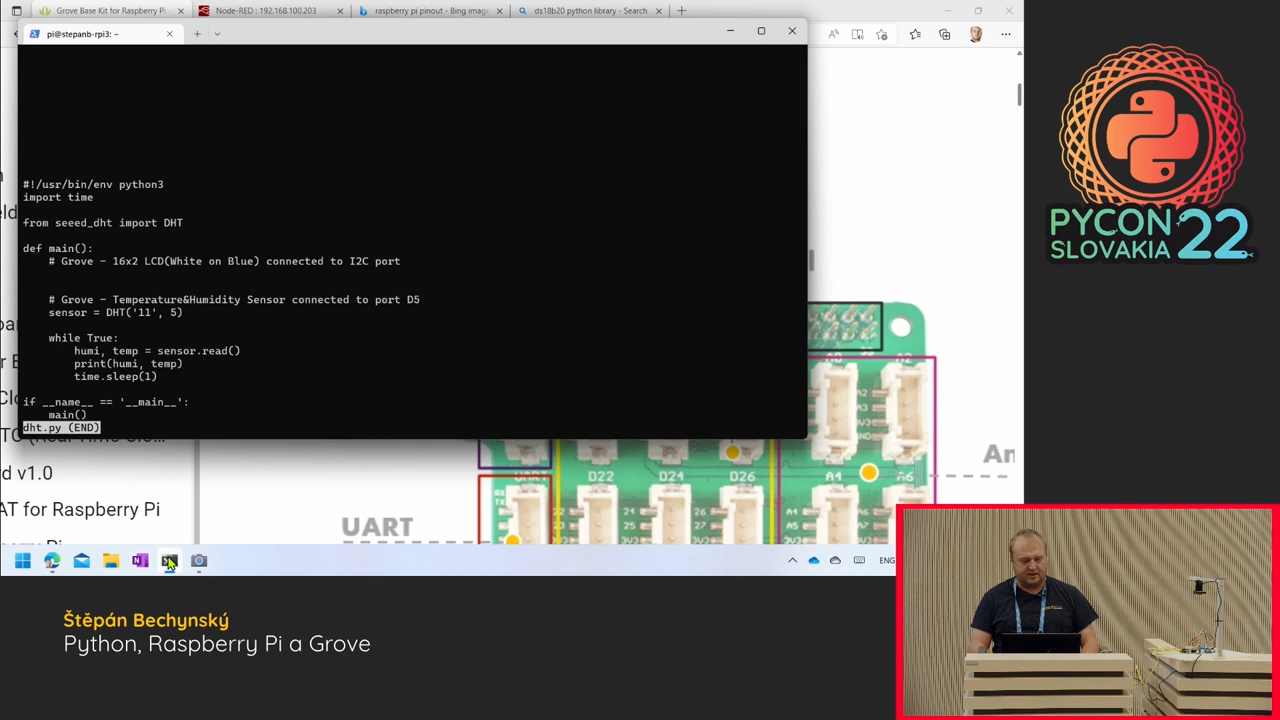 Grove Base Kit for Raspberry Pi
Node-RED : 192.168.100.203
raspberry pi pinout - Bing image
ds18b20 python library - Search
pi@stepanb-rpi3: ~
#!/usr/bin/env python3
import time
from seeed_dht import DHT
def main():
# Grove - 16x2 LCD(White on Blue) connected to I2C port
# Grove - Temperature&Humidity Sensor connected to port D5
sensor = DHT('11', 5)
while True:
humi, temp = sensor.read()
print(humi, temp)
time.sleep(1)
if __name__ == '__main__':
main()
dht.py (END)
rd v1.0
AT for Raspberry Pi
A0
A2
D22
D24
D26
A4
A6
UART
An
ENG
PYCON
SLOVAKIA
22
Štěpán Bechynský
Python, Raspberry Pi a Grove